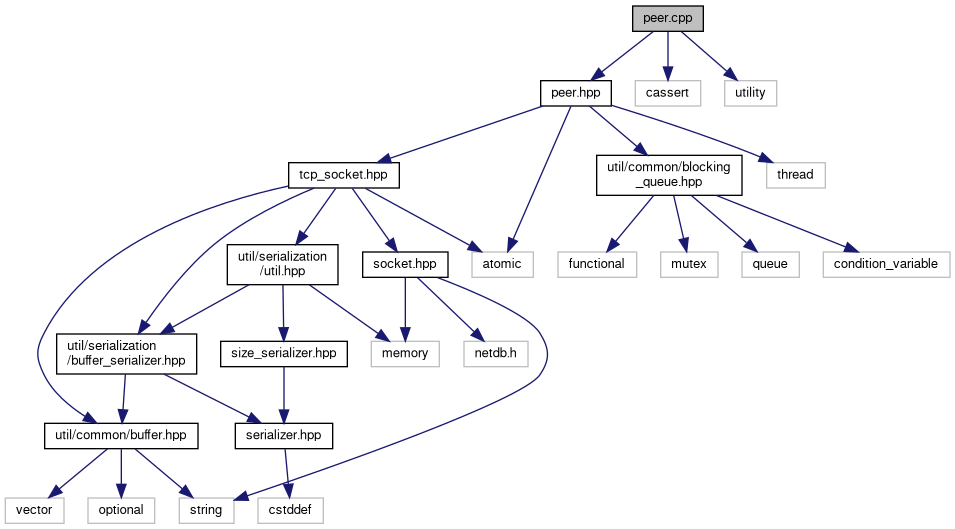 peer.cpp
peer.hpp
cassert
utility
tcp_socket.hpp
util/common/blocking
_queue.hpp
thread
util/serialization
/util.hpp
socket.hpp
atomic
functional
mutex
queue
condition_variable
util/serialization
/buffer_serializer.hpp
size_serializer.hpp
memory
netdb.h
util/common/buffer.hpp
serializer.hpp
vector
optional
string
cstddef